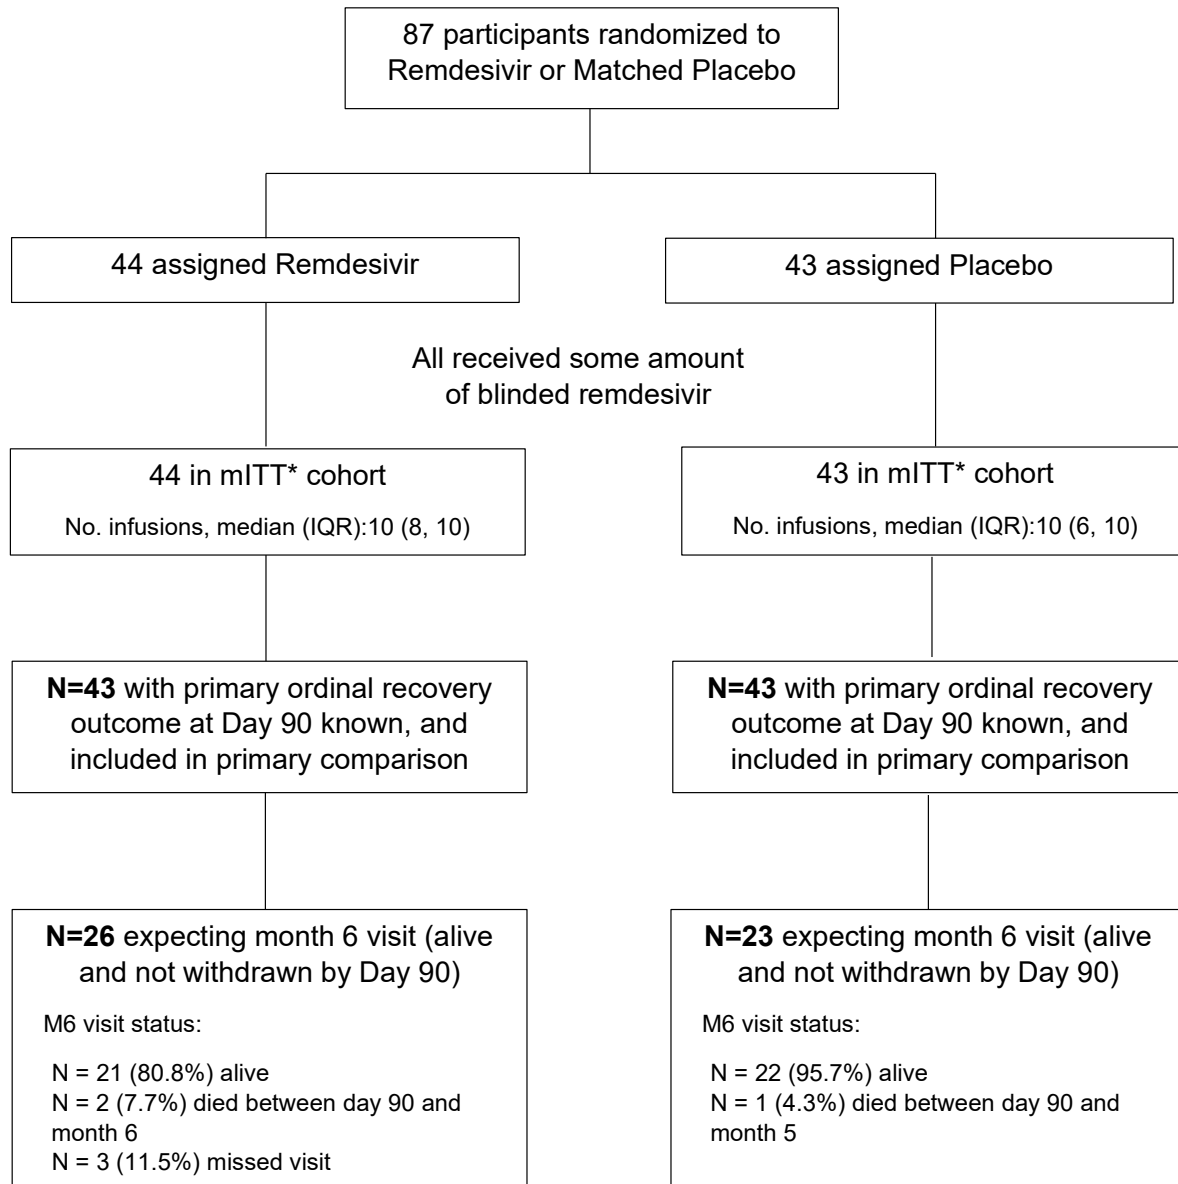 87 participants randomized to
Remdesivir or Matched Placebo
44 assigned Remdesivir
43 assigned Placebo
All received some amount
of blinded remdesivir
44 in mITT* cohort
No. infusions, median (IQR):10 (8, 10)
43 in mITT* cohort
No. infusions, median (IQR):10 (6, 10)
N=43 with primary ordinal recovery
outcome at Day 90 known, and
included in primary comparison
N=43 with primary ordinal recovery
outcome at Day 90 known, and
included in primary comparison
N=26 expecting month 6 visit (alive
and not withdrawn by Day 90)
M6 visit status:
N = 21 (80.8%) alive
N = 2 (7.7%) died between day 90 and
month 6
N = 3 (11.5%) missed visit
N=23 expecting month 6 visit (alive
and not withdrawn by Day 90)
M6 visit status:
N = 22 (95.7%) alive
N = 1 (4.3%) died between day 90 and
month 5